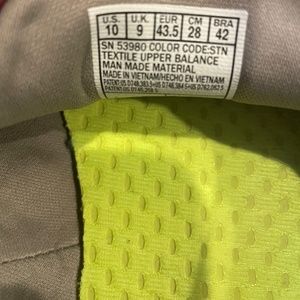 U.S. U.K. EUR CM BRA
10 9 43.5 28 42
SN 53980 COLOR CODE:STN
TEXTILE UPPER BALANCE
MAN MADE MATERIAL
MADE IN VIETNAM/HECHO EN VIETNAM